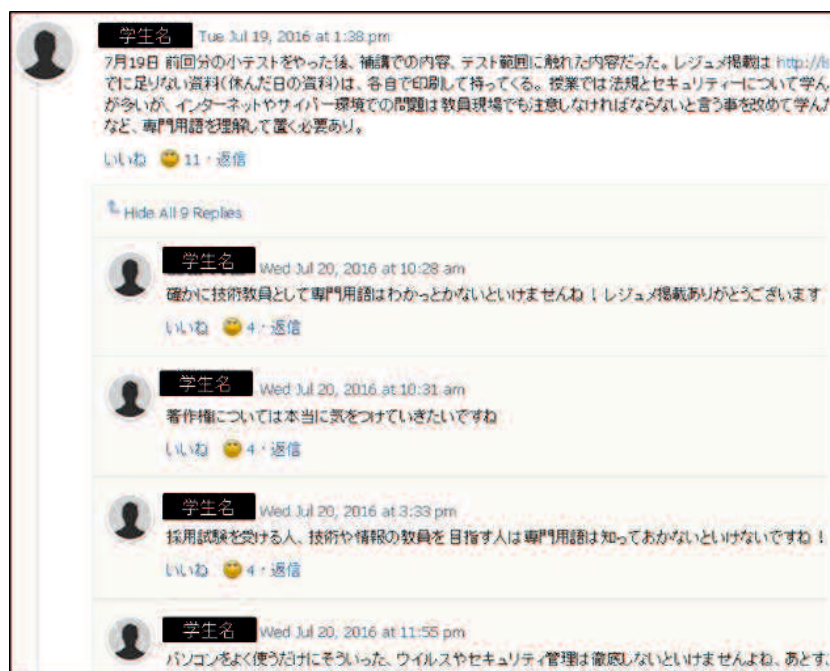 学生名 Tue Jul 19, 2016 at 1:38 pm
7月19日 前回分の小テストをやった後、補講での内容、テスト範囲に触れた内容だった。レジュメ掲載は http://
でに足りない資料(休んだ日の資料)は、各自で印刷して持ってくる。授業では法規とセキュリティーについて学ん
が多いが、インターネットやサイバー環境での問題は教員現場でも注意しなければならないと言う事を改めて学んだ
など、専門用語を理解して置く必要あり。
いいね 11・返信
Hide All 9 Replies
学生名 Wed Jul 20, 2016 at 10:28 am
確かに技術教員として専門用語はわかっとかないといけませんね！レジュメ掲載ありがとうございます
いいね 4・返信
学生名 Wed Jul 20, 2016 at 10:31 am
著作権については本当に気をつけていきたいですね
いいね 4・返信
学生名 Wed Jul 20, 2016 at 3:33 pm
採用試験を受ける人、技術や情報の教員を目指す人は専門用語は知っておかないといけないですね！
いいね 4・返信
学生名 Wed Jul 20, 2016 at 11:55 pm
パソコンをよく使うだけにそういった、ウイルスやセキュリティ管理は徹底しないといけませんよね、あとす